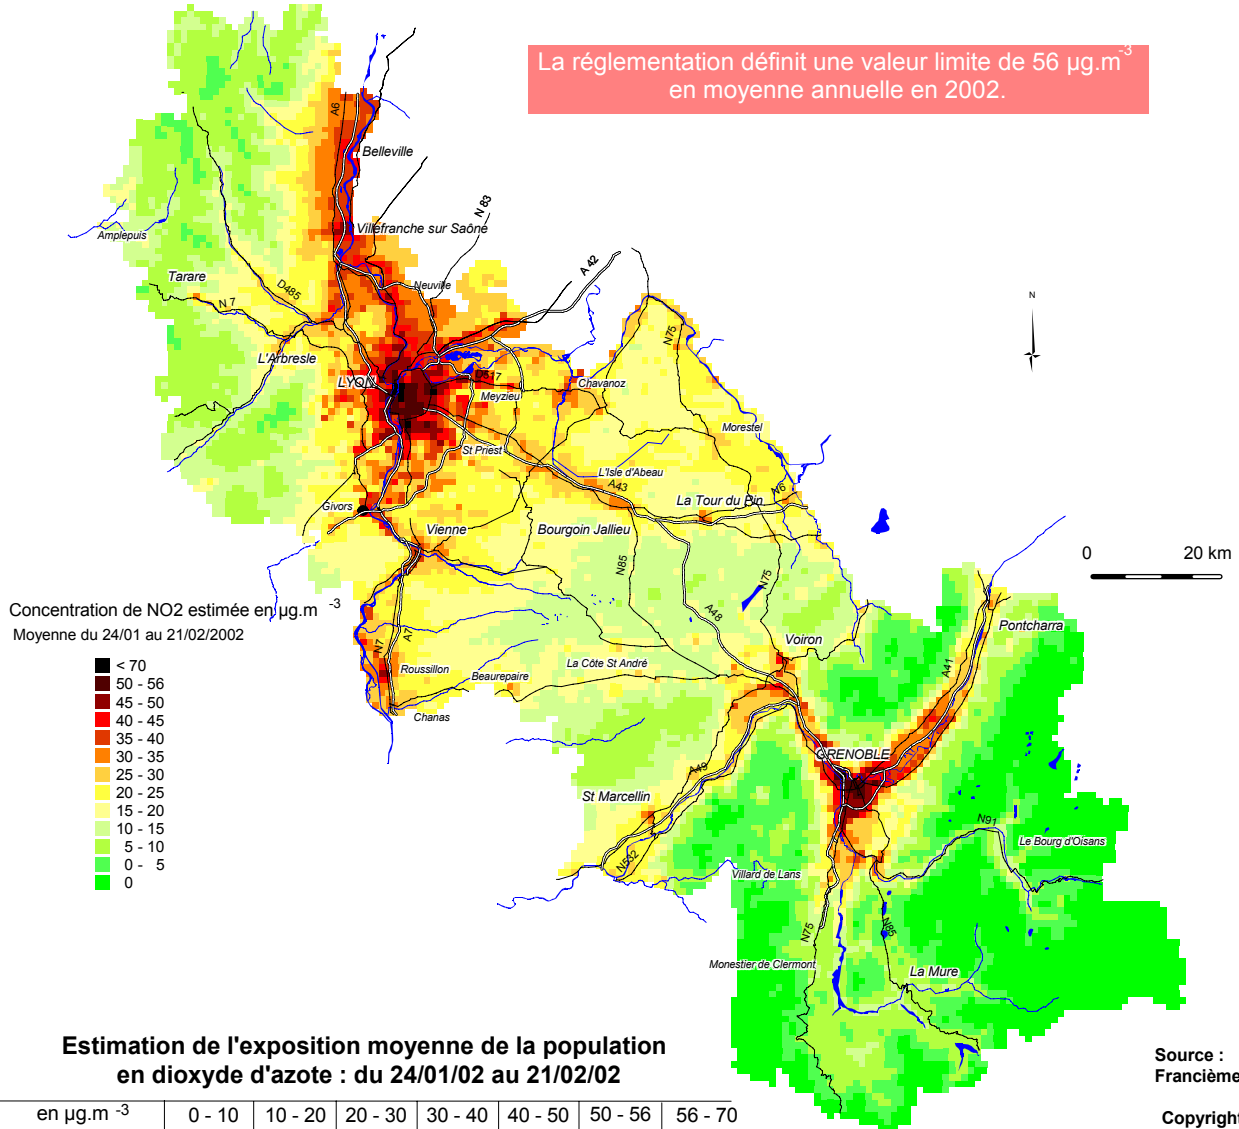 La réglementation définit une valeur limite de 56 µg.m-3
en moyenne annuelle en 2002.
A6
Belleville
N 83
Villefranche sur Saône
Amplepuis
A 42
Tarare
D485
Neuville
N 7
N
N75
L'Arbresle
LYON
D517
Chavanoz
Meyzieu
Morestel
St Priest
L'Isle d'Abeau
A43
N6
La Tour du Pin
Givors
Vienne
Bourgoin Jallieu
0 20 km
N85
N75
Concentration de NO2 estimée en µg.m -3
Moyenne du 24/01 au 21/02/2002
A48
Pontcharra
N7
A7
Voiron
La Côte St André
A41
Roussillon
Beaurepaire
Chanas
< 70
50 - 56
45 - 50
40 - 45
35 - 40
30 - 35
25 - 30
20 - 25
15 - 20
10 - 15
5 - 10
0 - 5
0
GRENOBLE
A49
St Marcellin
N91
Le Bourg d'Oisans
N532
Villard de Lans
N75
N85
Monestier de Clermont
La Mure
Estimation de l'exposition moyenne de la population
en dioxyde d'azote : du 24/01/02 au 21/02/02
Source :
Francième
Copyright
en µg.m -3 0 - 10 10 - 20 20 - 30 30 - 40 40 - 50 50 - 56 56 - 70